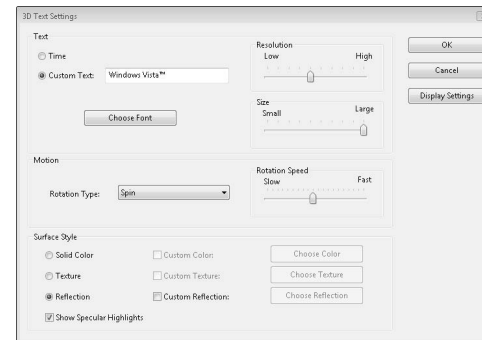 3D Text Settings
Text
Time
Custom Text: Windows Vista™
Choose Font
Resolution
Low High
Size
Small Large
OK
Cancel
Display Settings
Motion
Rotation Type: Spin
Rotation Speed
Slow Fast
Surface Style
Solid Color Custom Color: Choose Color
Texture Custom Texture: Choose Texture
Reflection Custom Reflection: Choose Reflection
Show Specular Highlights